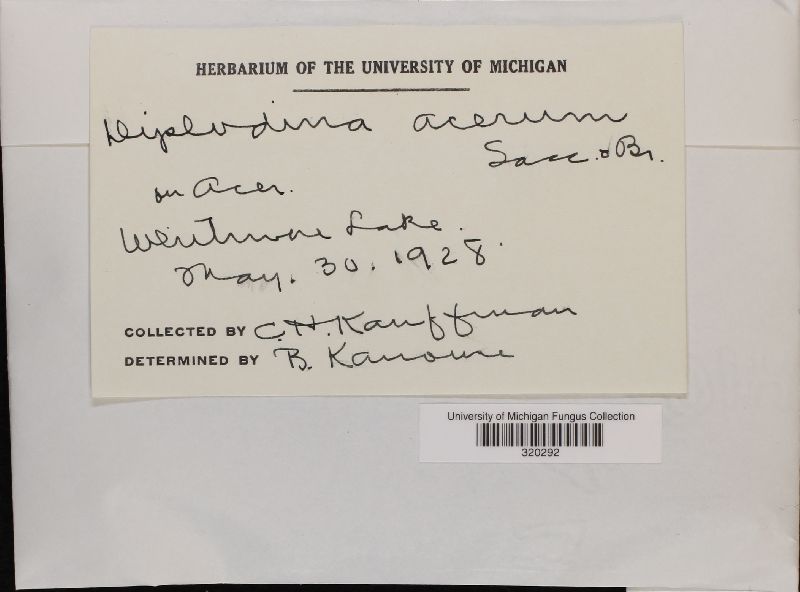 HERBARIUM OF THE UNIVERSITY OF MICHIGAN
Diplodina acerum
Sacc. & Br.
on Acer.
Lake.
May. 30. 1928.
COLLECTED BY C.H. Kauffman
DETERMINED BY B. Kanouse
University of Michigan Fungus Collection
320292